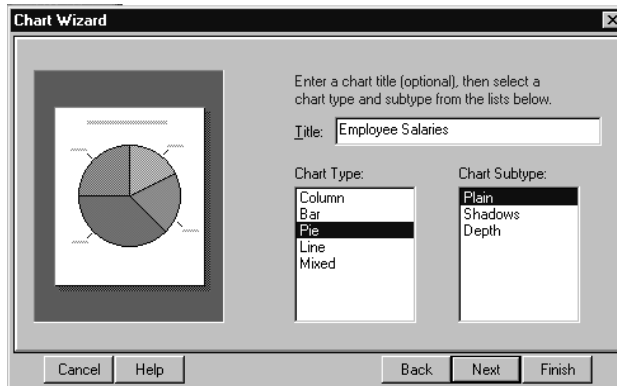 Chart Wizard
Enter a chart title (optional), then select a
chart type and subtype from the lists below.
Title: Employee Salaries
Chart Type:
Column
Bar
Pie
Line
Mixed
Chart Subtype:
Plain
Shadows
Depth
Cancel Help Back Next Finish